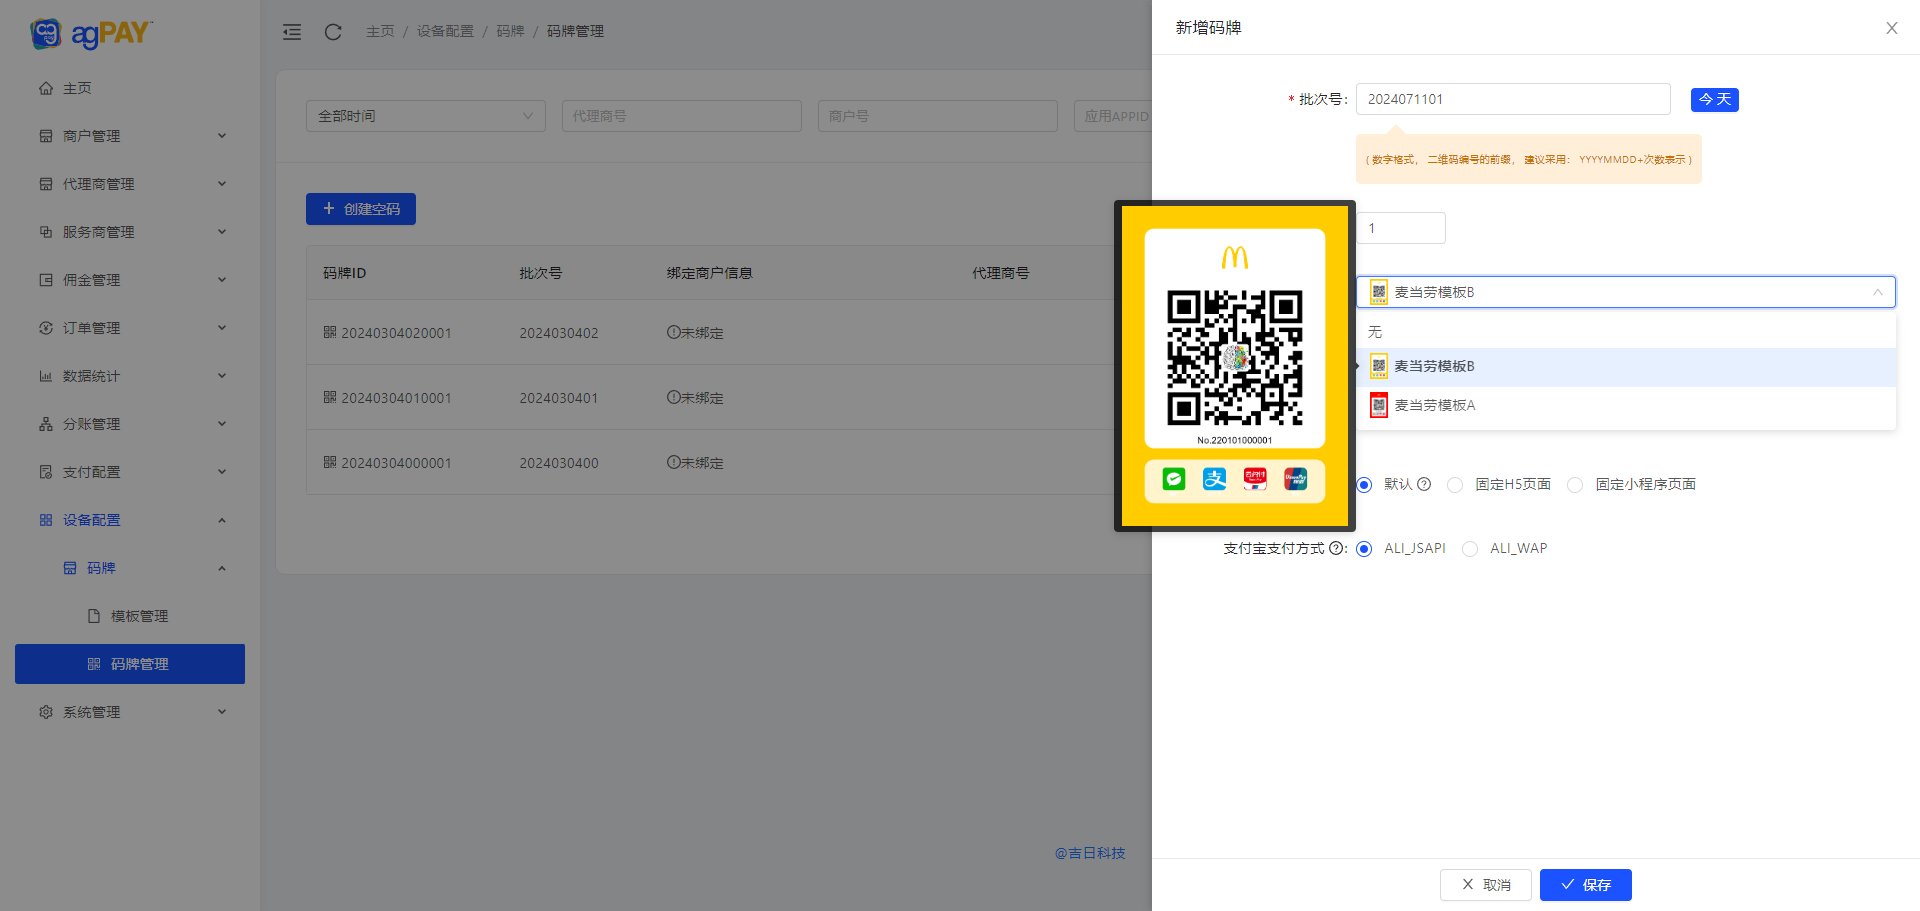 agPAY
主页
商户管理
代理商管理
服务商管理
佣金管理
订单管理
数据统计
分账管理
支付配置
设备配置
码牌
模板管理
码牌管理
系统管理
主页 / 设备配置 / 码牌 / 码牌管理
全部时间
代理商号
商户号
应用APPID
创建空码
码牌ID 批次号 绑定商户信息 代理商号
20240304020001 2024030402 未绑定
20240304010001 2024030401 未绑定
20240304000001 2024030400 未绑定
@吉日科技
新增码牌
* 批次号: 2024071101 今 天
( 数字格式， 二维码编号的前缀， 建议采用： YYYYMMDD+次数表示 )
1
No.220101000001
支
麦当劳模板B
无
麦当劳模板B
麦当劳模板A
默认 固定H5页面 固定小程序页面
支付宝支付方式 : ALI_JSAPI ALI_WAP
取消 保存